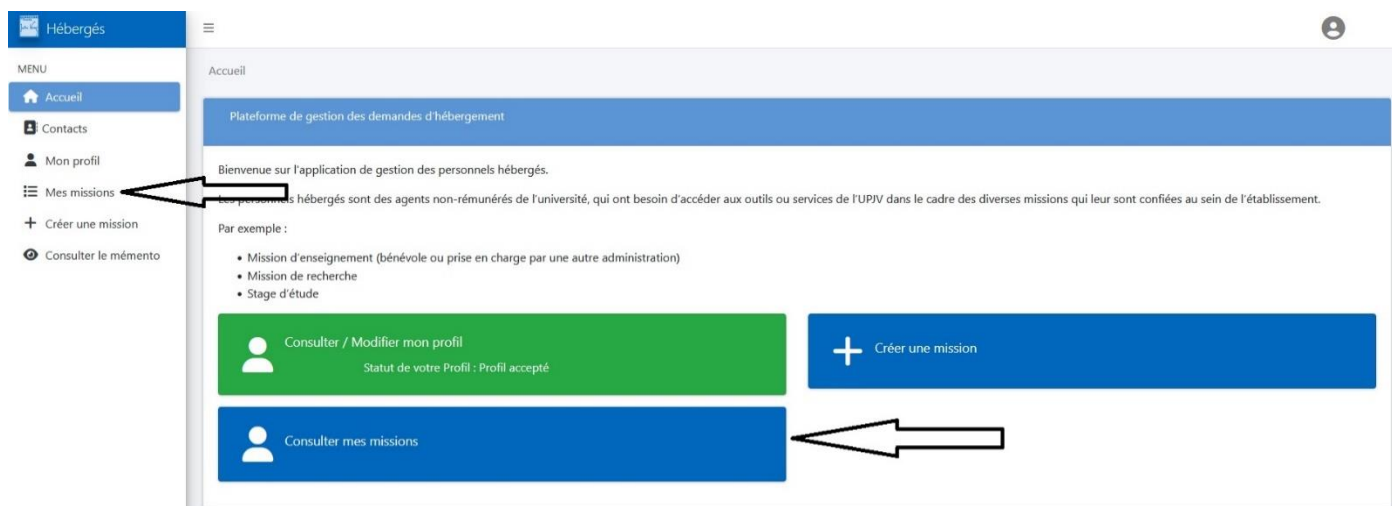 Hébergés
MENU
Accueil
Contacts
Mon profil
Mes missions
Créer une mission
Consulter le mémento
Accueil
Plateforme de gestion des demandes d'hébergement
Bienvenue sur l'application de gestion des personnels hébergés.
Les personnels hébergés sont des agents non-rémunérés de l'université, qui ont besoin d'accéder aux outils ou services de l'UPJV dans le cadre des diverses missions qui leur sont confiées au sein de l'établissement.
Par exemple :
• Mission d'enseignement (bénévole ou prise en charge par une autre administration)
• Mission de recherche
• Stage d'étude
Consulter / Modifier mon profil
Statut de votre Profil : Profil accepté
Créer une mission
Consulter mes missions